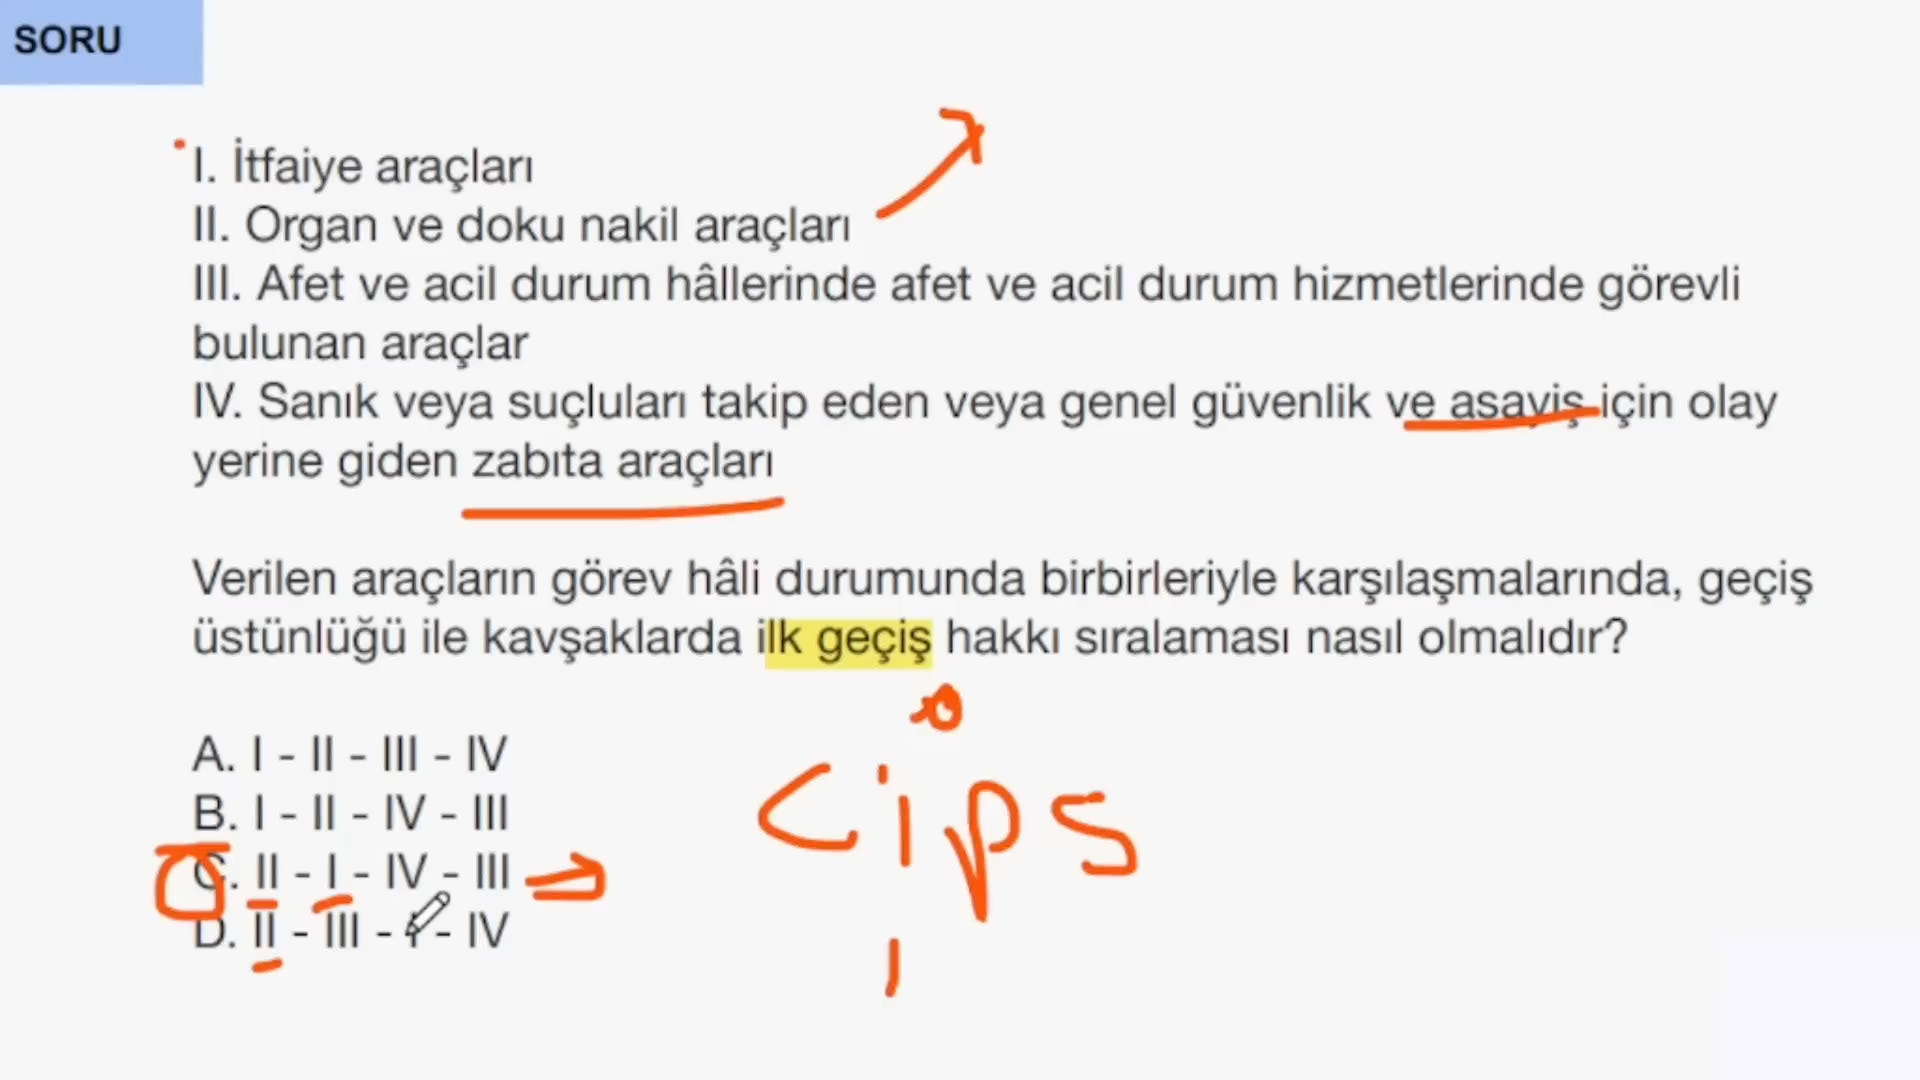 SORU
I. İtfaiye araçları
II. Organ ve doku nakil araçları
III. Afet ve acil durum hâllerinde afet ve acil durum hizmetlerinde görevli
bulunan araçlar
IV. Sanık veya suçluları takip eden veya genel güvenlik ve asayiş için olay
yerine giden zabıta araçları
Verilen araçların görev hâli durumunda birbirleriyle karşılaşmalarında, geçiş
üstünlüğü ile kavşaklarda ilk geçiş hakkı sıralaması nasıl olmalıdır?
A. I - II - III - IV
B. I - II - IV - III
C. II - I - IV - III
D. II - III - I - IV
cips